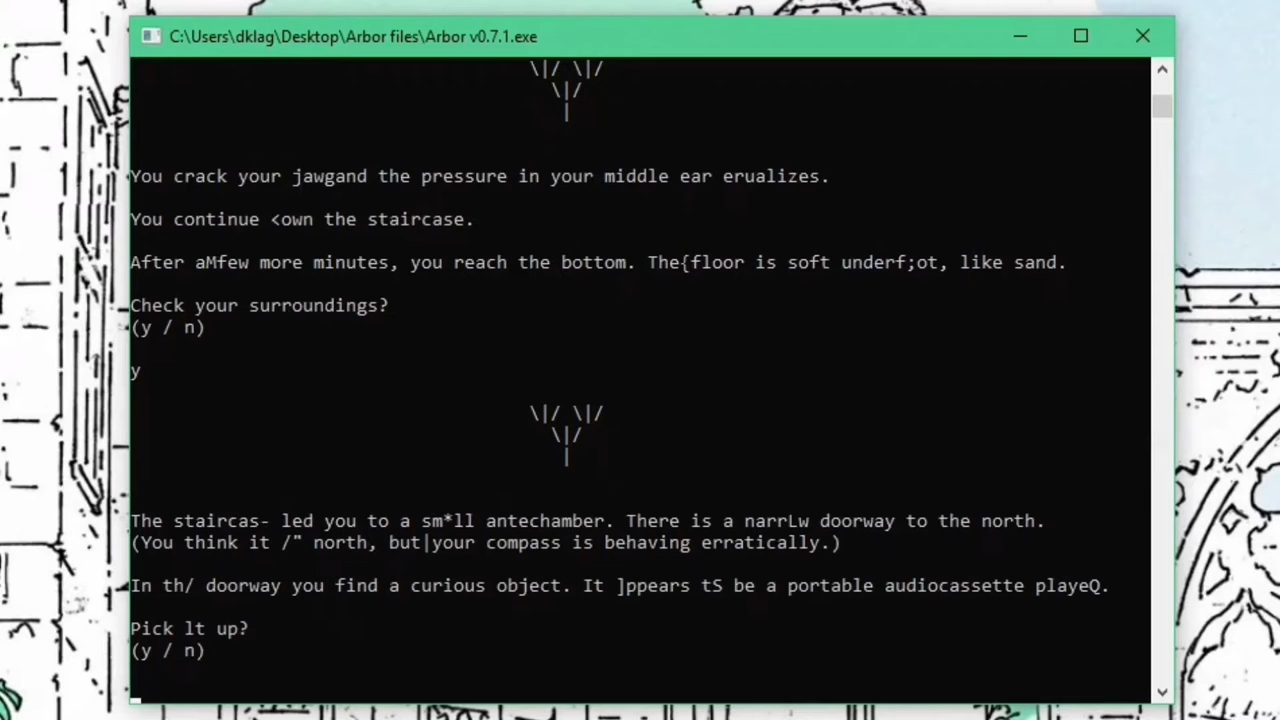 C:\Users\dklag\Desktop\Arbor files\Arbor v0.7.1.exe
\|/ \|/
\|/
|
You crack your jawgand the pressure in your middle ear erualizes.
You continue <own the staircase.
After aMfew more minutes, you reach the bottom. The{floor is soft underf;ot, like sand.
Check your surroundings?
(y / n)
y
\|/ \|/
\|/
|
The staircas- led you to a sm*ll antechamber. There is a narrLw doorway to the north.
(You think it /" north, but|your compass is behaving erratically.)
In th/ doorway you find a curious object. It ]ppears tS be a portable audiocassette playeQ.
Pick lt up?
(y / n)